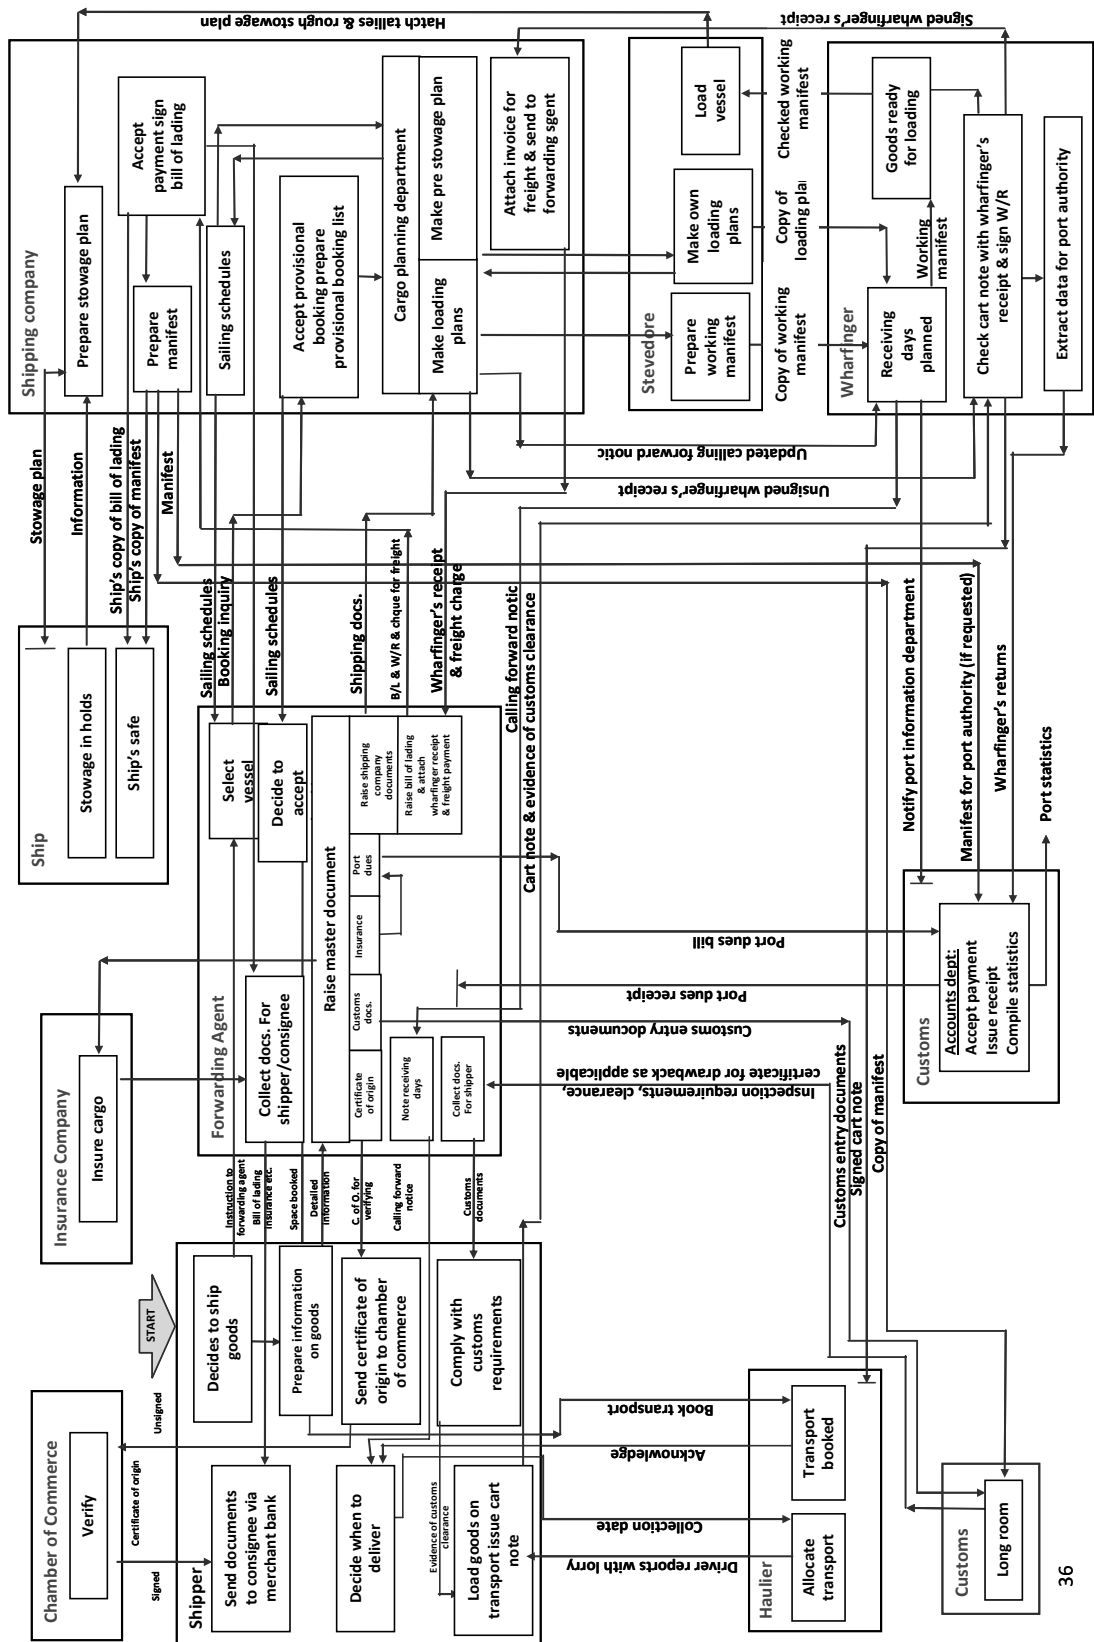 Chamber of Commerce
Verify
Certificate of origin
Signed
Unsigned
START
Shipper
Decides to ship
goods
Send documents
to consignee via
merchant bank
Prepare information
on goods
Send certificate of
origin to chamber
of commerce
Decide when to
deliver
Comply with
customs
requirements
Evidence of customs
clearance
Load goods on
transport issue cart
note
Insurance Company
Insure cargo
Instruction to
forwarding agent
Bill of lading
insurance etc.
Space booked
Detailed
information
C. of O. for
verifying
Calling forward
notice
Customs
documents
Forwarding Agent
Collect docs. For
shipper/consignee
Select
vessel
Decide to
accept
Raise master document
Certificate
of origin
Customs
docs.
Insurance
Port
dues
Raise shipping
company
documents
Raise bill of lading
& attach
wharfinger receipt
& freight payment
Note receiving
days
Collect docs.
For shipper
Ship
Stowage in holds
Ship's safe
Stowage plan
Information
Ship's copy of bill of lading
Ship's copy of manifest
Manifest
Sailing schedules
Booking inquiry
Sailing schedules
Shipping docs.
B/L & W/R & chque for freight
Wharfinger's receipt
& freight charge
Calling forward notic
Cart note & evidence of customs clearance
Shipping company
Prepare stowage plan
Accept
payment sign
bill of lading
Prepare
manifest
Sailing schedules
Accept provisional
booking prepare
provisional booking list
Cargo planning department
Make loading
plans
Make pre stowage plan
Attach invoice for
freight & send to
forwarding sgent
Hatch tallies & rough stowage plan
Signed wharfinger's receipt
Updated calling forward notic
Unsigned wharfinger's receipt
Stevedore
Prepare
working
manifest
Make own
loading
plans
Load
vessel
Copy of working
manifest
Copy of
loading pla
Checked working
manifest
Wharfinger
Receiving
days
planned
Working
manifest
Goods ready
for loading
Check cart note with wharfinger's
receipt & sign W/R
Extract data for port authority
Haulier
Allocate
transport
Transport
booked
Book transport
Acknowledge
Collection date
Driver reports with lorry
Port dues bill
Port dues receipt
Customs entry documents
Inspection requirements, clearance,
certificate for drawback as applicable
Customs entry documents
Signed cart note
Copy of manifest
Notify port information department
Manifest for port authority (if requested)
Wharfinger's returns
Port statistics
Customs
Accounts dept:
Accept payment
Issue receipt
Compile statistics
Customs
Long room
36